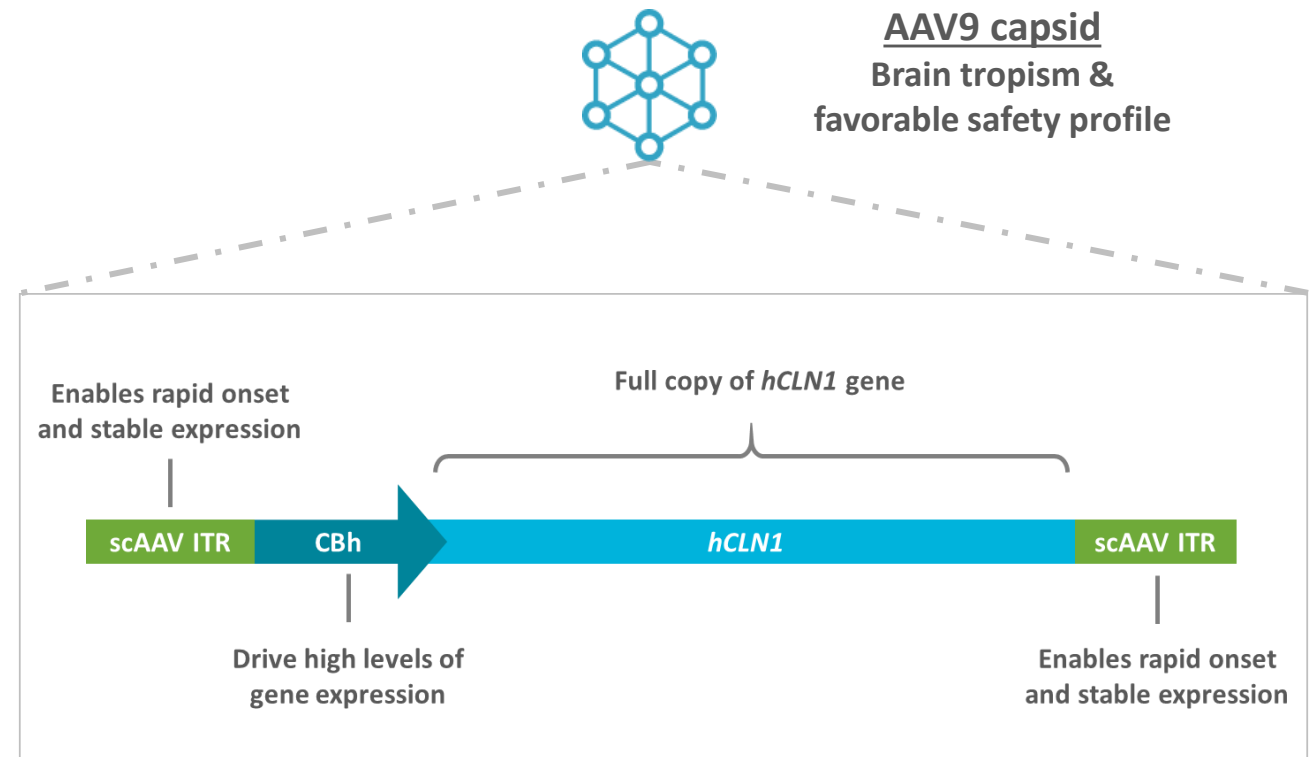 AAV9 capsid
Brain tropism &
favorable safety profile
Enables rapid onset
and stable expression
Full copy of hCLN1 gene
scAAV ITR
CBh
hCLN1
scAAV ITR
Drive high levels of
gene expression
Enables rapid onset
and stable expression